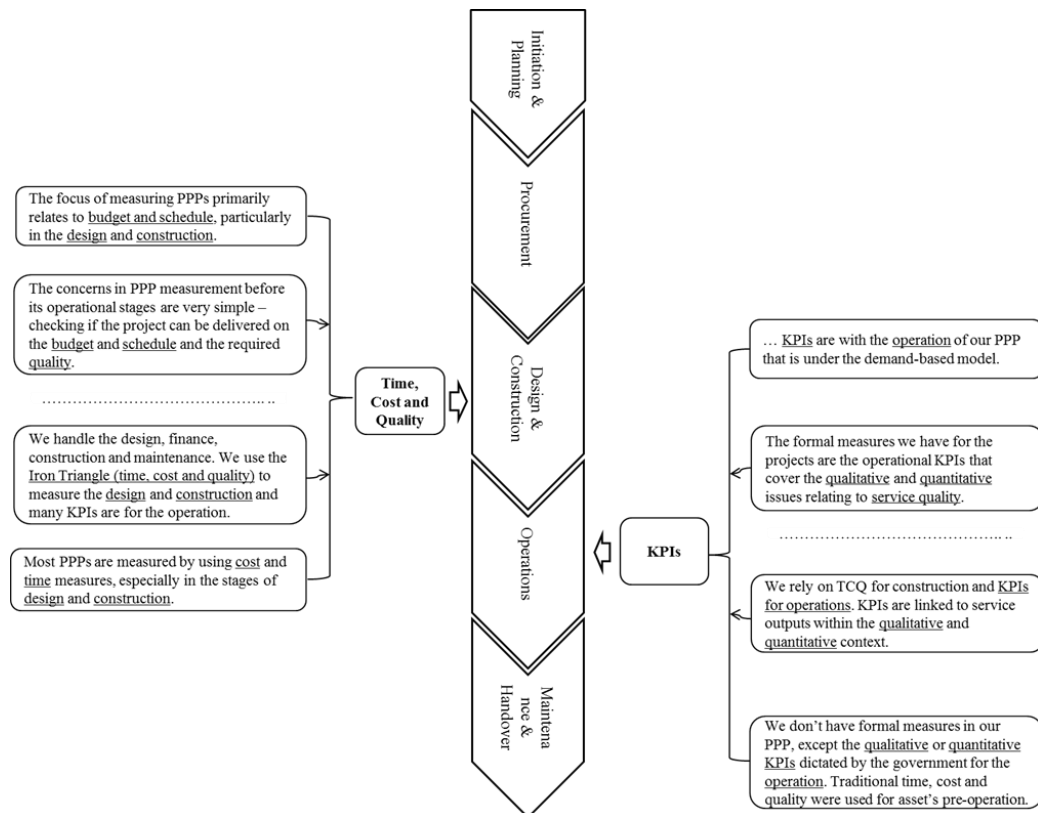 Initiation &
Planning
Procurement
Design &
Construction
Operations
Maintena
nce &
Handover
The focus of measuring PPPs primarily
relates to budget and schedule, particularly
in the design and construction.
The concerns in PPP measurement before
its operational stages are very simple –
checking if the project can be delivered on
the budget and schedule and the required
quality.
……………………………………. ..
We handle the design, finance,
construction and maintenance. We use the
Iron Triangle (time, cost and quality) to
measure the design and construction and
many KPIs are for the operation.
Most PPPs are measured by using cost and
time measures, especially in the stages of
design and construction.
Time,
Cost and
Quality
KPIs
… KPIs are with the operation of our PPP
that is under the demand-based model.
The formal measures we have for the
projects are the operational KPIs that
cover the qualitative and quantitative
issues relating to service quality.
……………………………………. ..
We rely on TCQ for construction and KPIs
for operations. KPIs are linked to service
outputs within the qualitative and
quantitative context.
We don’t have formal measures in our
PPP, except the qualitative or quantitative
KPIs dictated by the government for the
operation. Traditional time, cost and
quality were used for asset’s pre-operation.